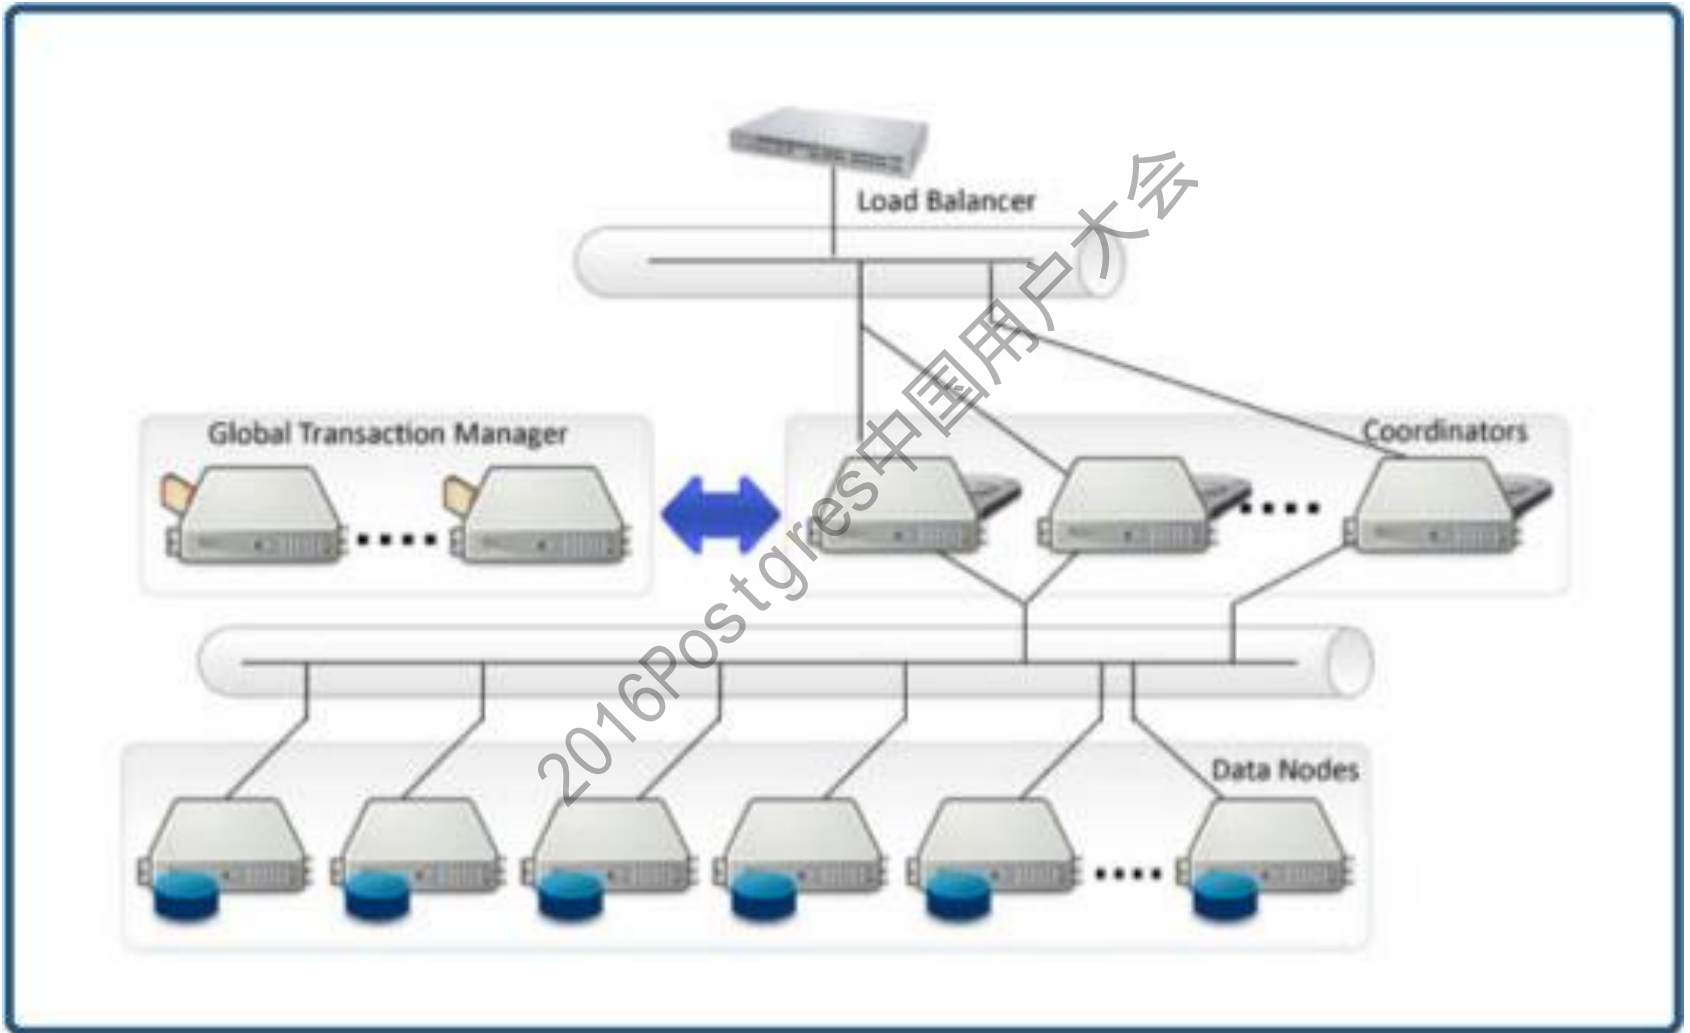 Load Balancer
Global Transaction Manager
Coordinators
Data Nodes
2016Postgres中国用户大会